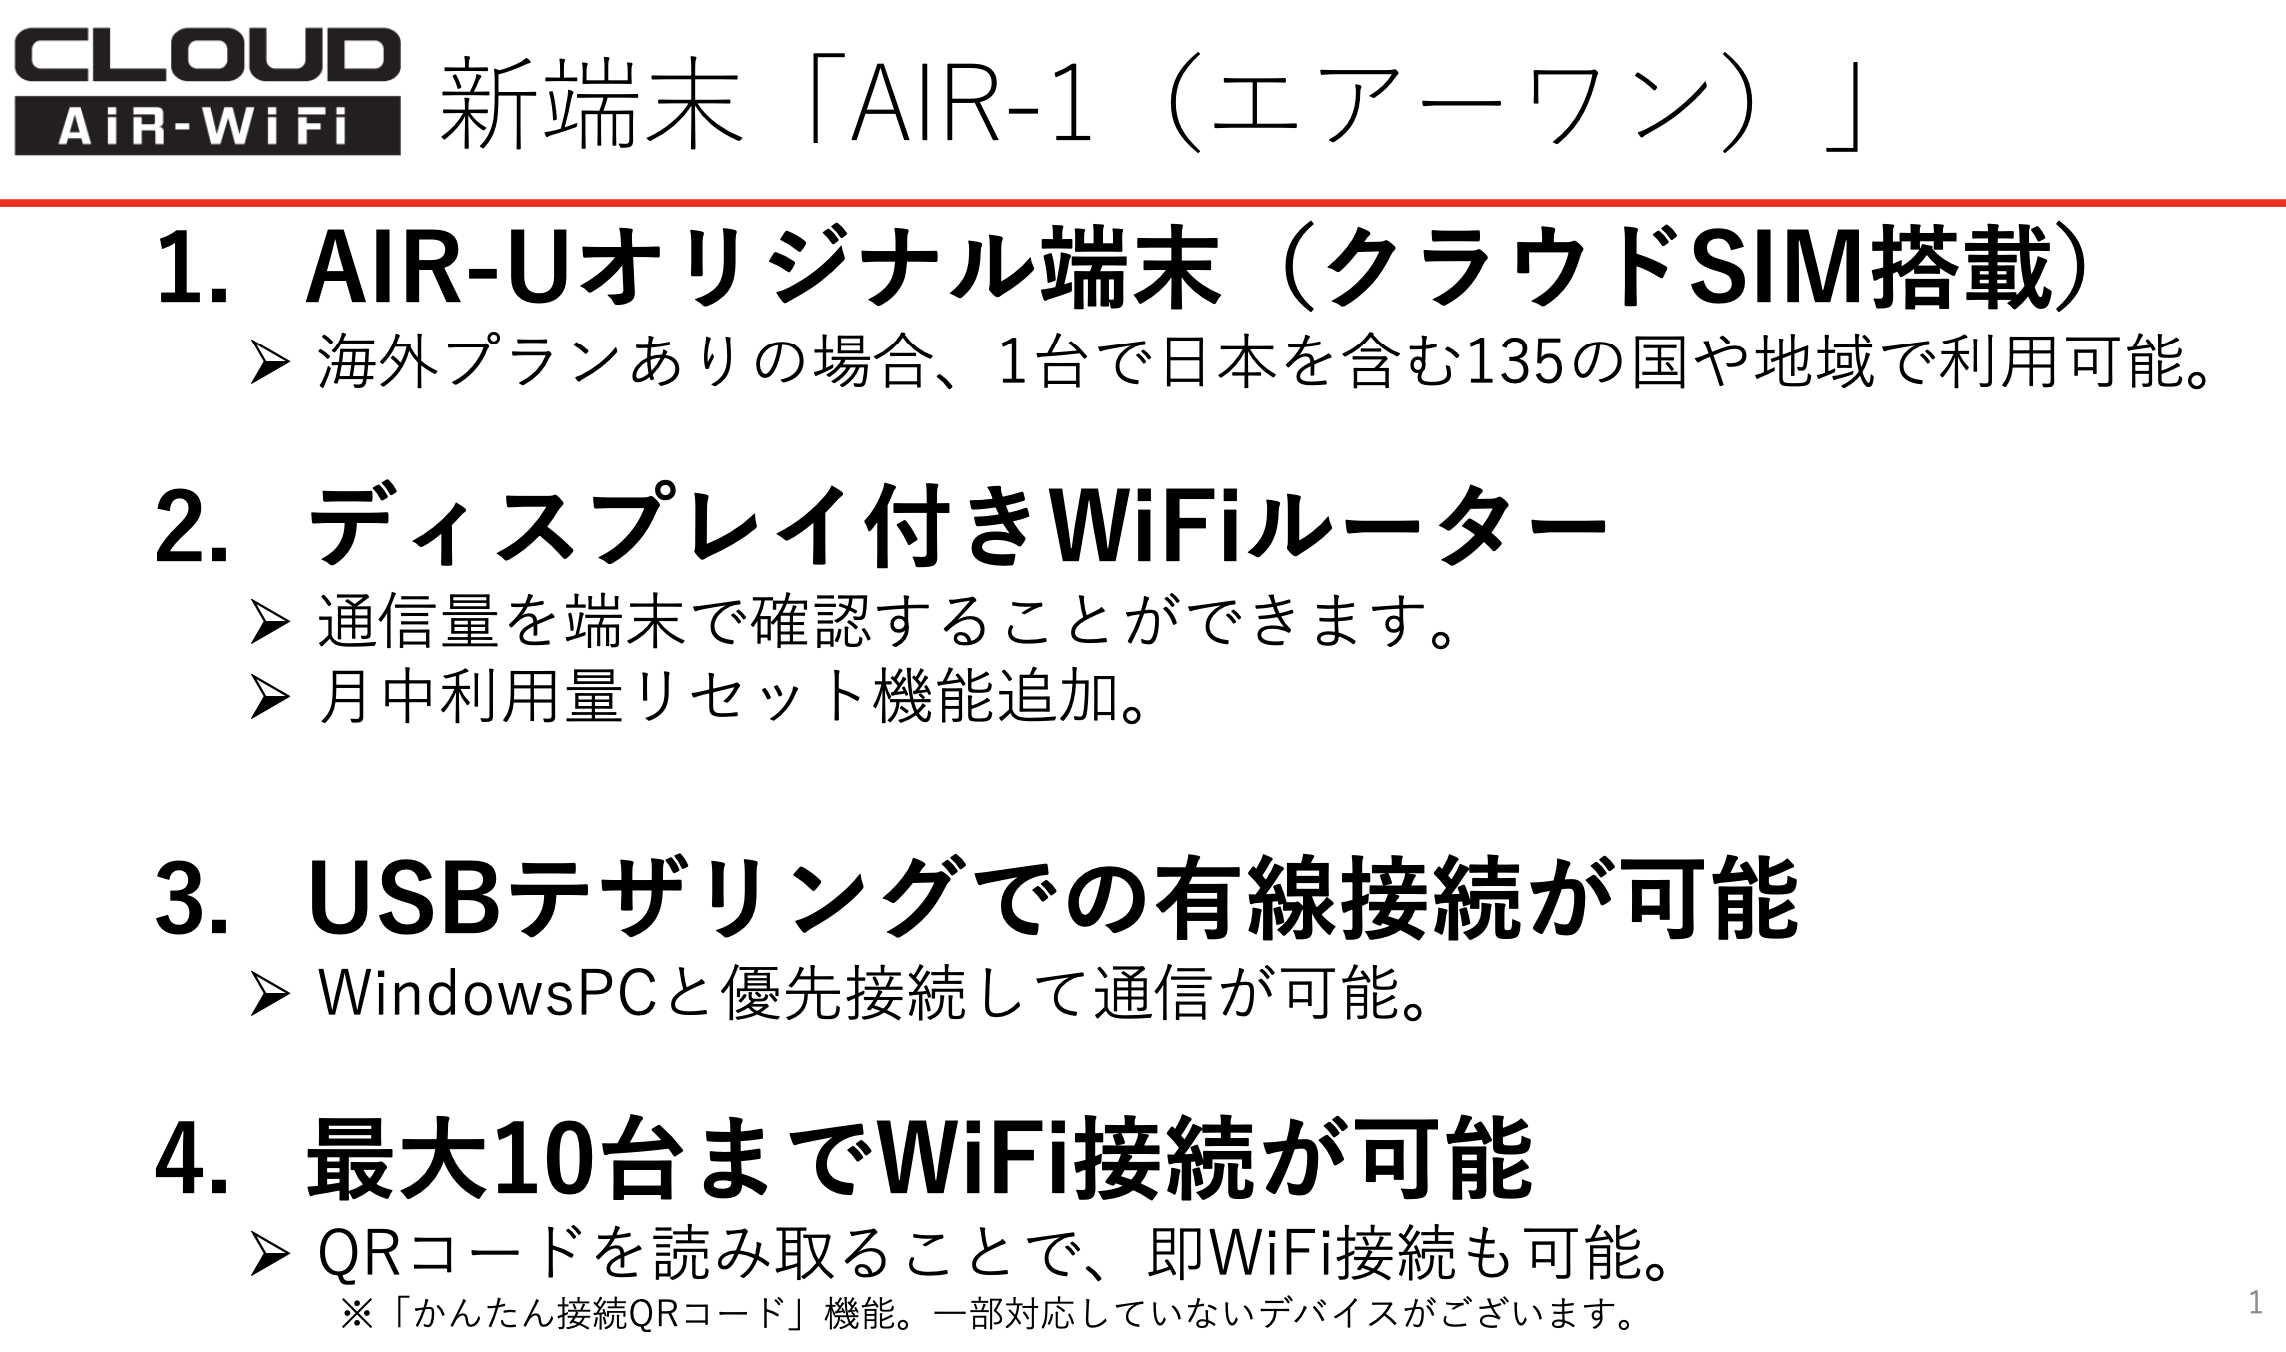 CLOUD
AiR-WiFi
新端末「AIR-1（エアーワン）」
1. AIR-Uオリジナル端末（クラウドSIM搭載）
➢ 海外プランありの場合、1台で日本を含む135の国や地域で利用可能。
2. ディスプレイ付きWiFiルーター
➢ 通信量を端末で確認することができます。
➢ 月中利用量リセット機能追加。
3. USBテザリングでの有線接続が可能
➢ WindowsPCと優先接続して通信が可能。
4. 最大10台までWiFi接続が可能
➢ QRコードを読み取ることで、即WiFi接続も可能。
※「かんたん接続QRコード」機能。一部対応していないデバイスがございます。
1